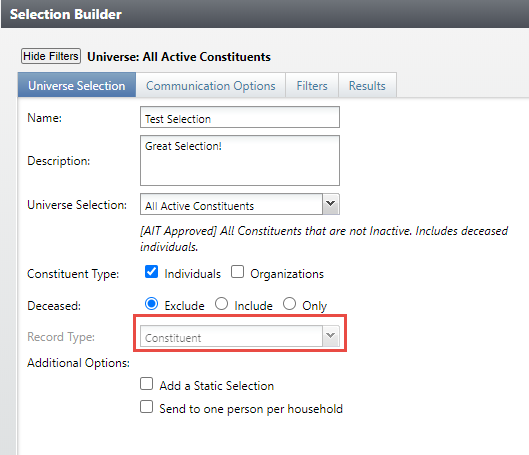 Selection Builder
Hide Filters Universe: All Active Constituents
Universe Selection Communication Options Filters Results
Name: Test Selection
Description: Great Selection!
Universe Selection: All Active Constituents
[AIT Approved] All Constituents that are not Inactive. Includes deceased
individuals.
Constituent Type: Individuals Organizations
Deceased: Exclude Include Only
Record Type: Constituent
Additional Options:
Add a Static Selection
Send to one person per household